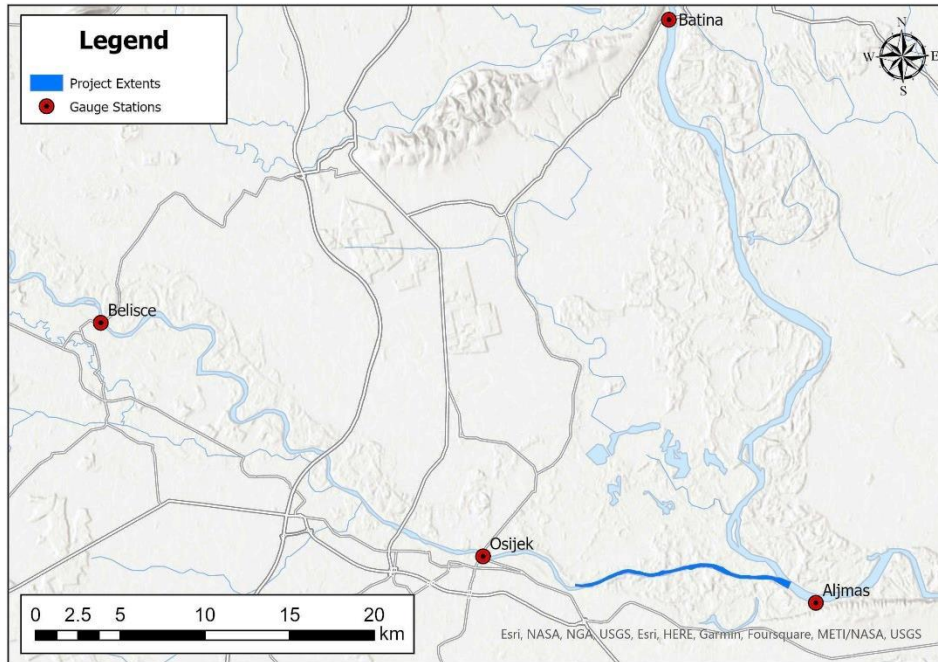 Legend
Project Extents
Gauge Stations
Batina
N
W E
S
Belisce
Osijek
Aljmas
0 2.5 5 10 15 20
km
Esri, NASA, NGA, USGS, Esri, HERE, Garmin, Foursquare, METI/NASA, USGS